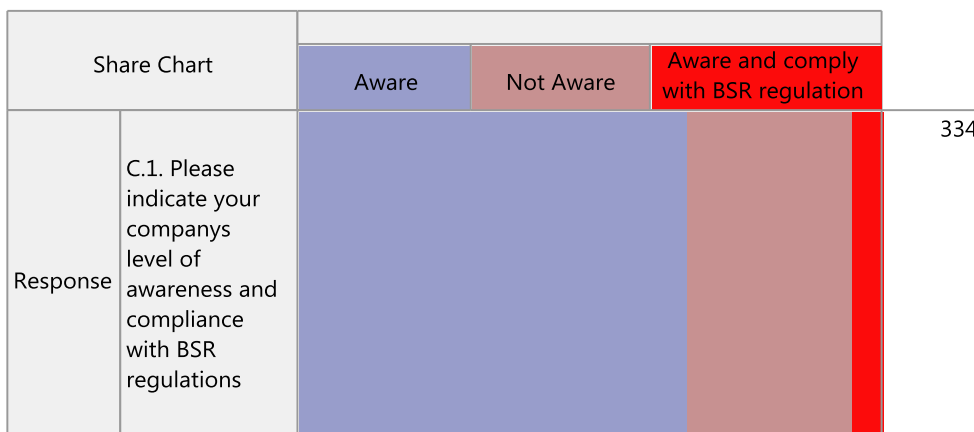 Share Chart
Aware
Not Aware
Aware and comply
with BSR regulation
Response
C.1. Please
indicate your
companys
level of
awareness and
compliance
with BSR
regulations
334